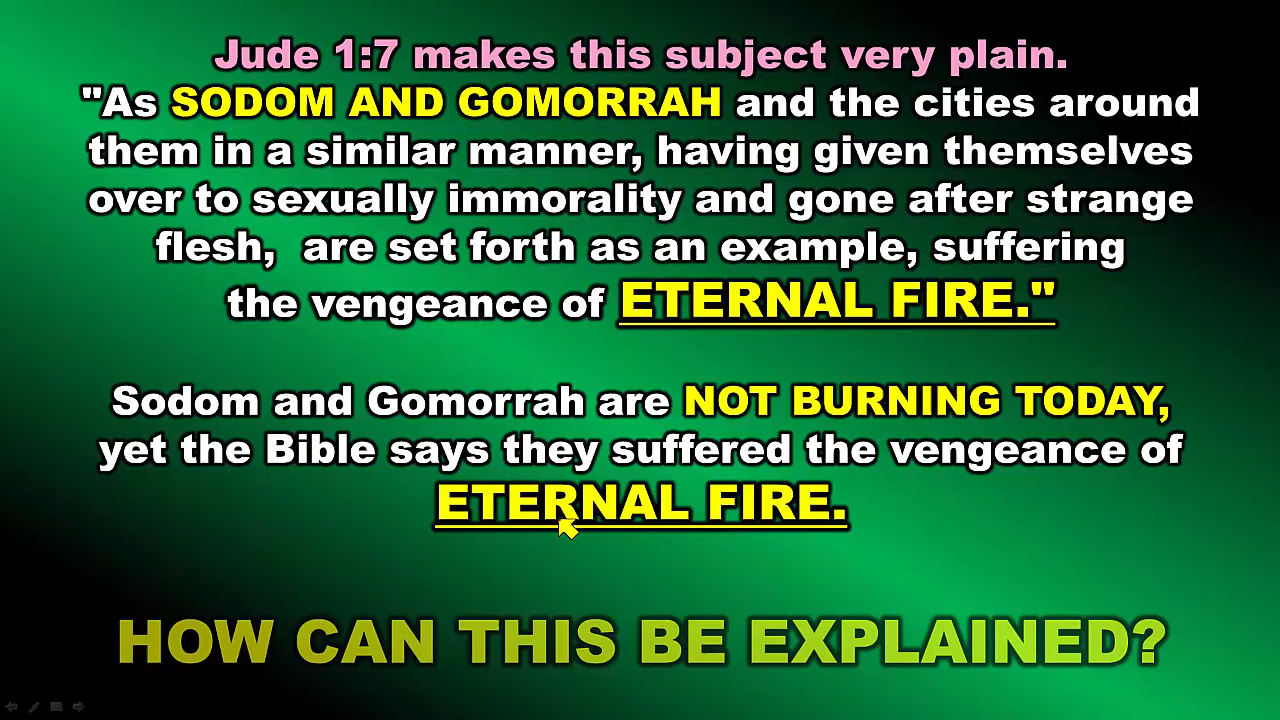 Jude 1:7 makes this subject very plain.
"As SODOM AND GOMORRAH and the cities around
them in a similar manner, having given themselves
over to sexually immorality and gone after strange
flesh,  are set forth as an example, suffering
the vengeance of ETERNAL FIRE."
Sodom and Gomorrah are NOT BURNING TODAY,
yet the Bible says they suffered the vengeance of
ETERNAL FIRE.
HOW CAN THIS BE EXPLAINED?